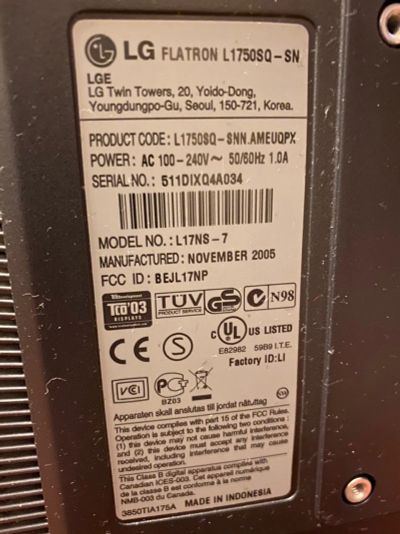 LG FLATRON L1750SQ-SN
LGE
LG Twin Towers, 20, Yoido-Dong,
Youngdungpo-Gu, Seoul, 150-721, Korea.
PRODUCT CODE: L1750SQ-SNN.AMEUQPX
POWER: AC 100-240V~ 50/60Hz 1.0A
SERIAL NO.: 511DIXQ4A034
MODEL NO.: L17NS-7
MANUFACTURED: NOVEMBER 2005
FCC ID: BEJL17NP
TCO'03
DISPLAYS
TÜV
PRODUCT SERVICE
GS
N98
CE
S
c UL US LISTED
E82982 59B9 I.T.E.
Factory ID:LI
VCI
BZ03
Apparaten skall anslutas till jordat nätuttag
This device complies with part 15 of the FCC Rules.
Operation is subject to the following two conditions :
(1) this device may not cause harmful interference,
and (2) this device must accept any interference
received, including interference that may cause
undesired operation.
This Class B digital apparatus complies with
Canadian ICES-003. Cet appareil numérique
de la classe B est conforme à la norme
NMB-003 du Canada.
3850TIA175A MADE IN INDONESIA